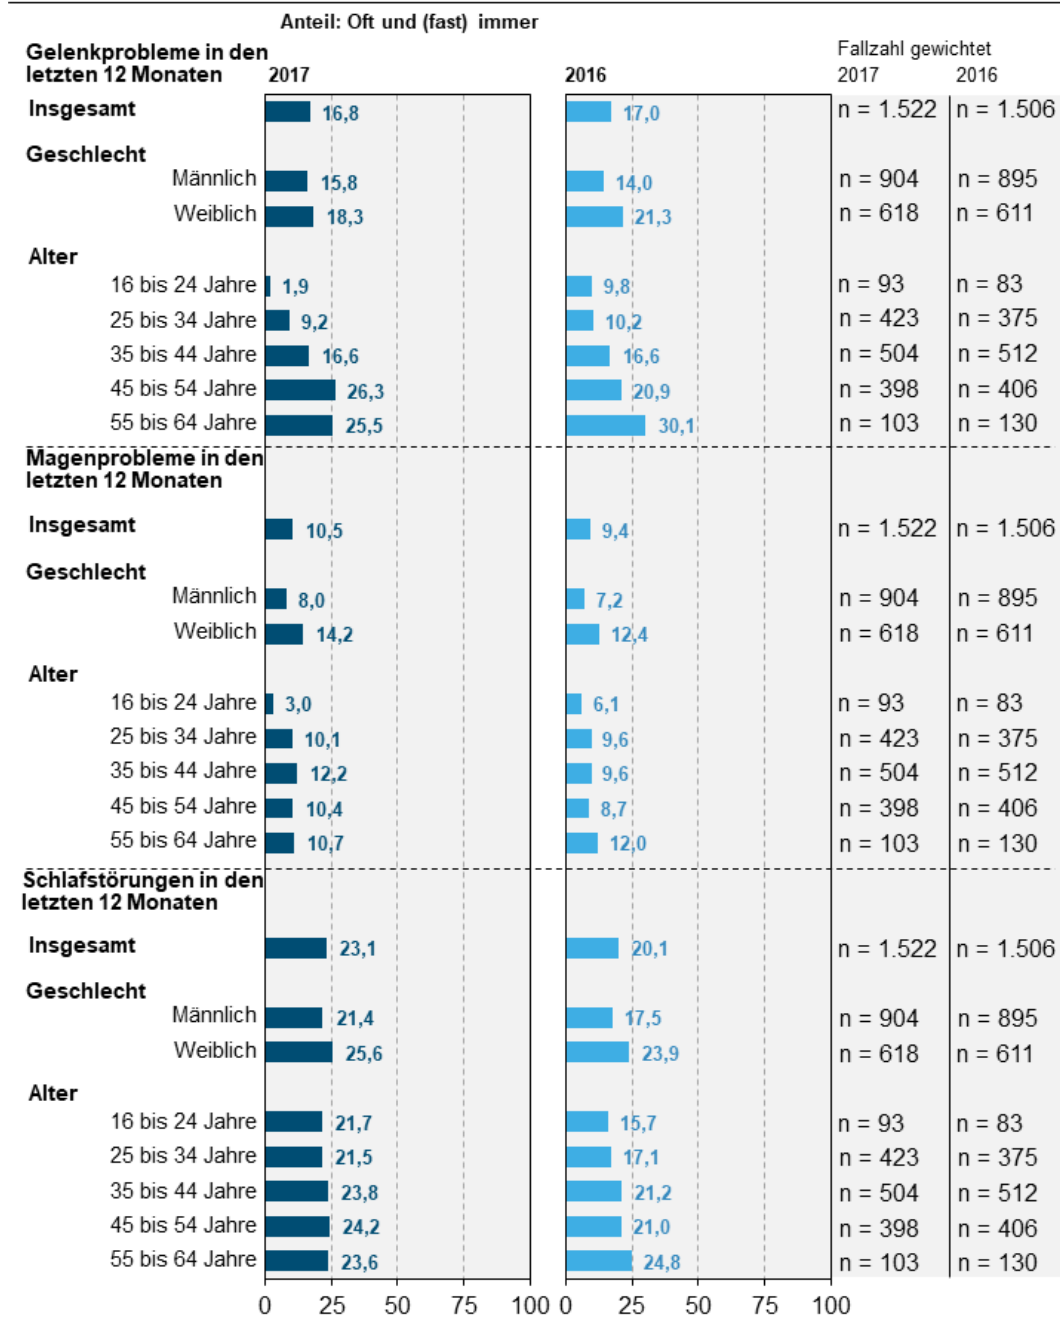 Anteil: Oft und (fast) immer
Gelenkprobleme in den
letzten 12 Monaten 2017 2016
Fallzahl gewichtet
2017 2016
Insgesamt 16,8 17,0 n = 1.522 n = 1.506
Geschlecht
Männlich 15,8 14,0 n = 904 n = 895
Weiblich 18,3 21,3 n = 618 n = 611
Alter
16 bis 24 Jahre 1,9 9,8 n = 93 n = 83
25 bis 34 Jahre 9,2 10,2 n = 423 n = 375
35 bis 44 Jahre 16,6 16,6 n = 504 n = 512
45 bis 54 Jahre 26,3 20,9 n = 398 n = 406
55 bis 64 Jahre 25,5 30,1 n = 103 n = 130
Magenprobleme in den
letzten 12 Monaten
Insgesamt 10,5 9,4 n = 1.522 n = 1.506
Geschlecht
Männlich 8,0 7,2 n = 904 n = 895
Weiblich 14,2 12,4 n = 618 n = 611
Alter
16 bis 24 Jahre 3,0 6,1 n = 93 n = 83
25 bis 34 Jahre 10,1 9,6 n = 423 n = 375
35 bis 44 Jahre 12,2 9,6 n = 504 n = 512
45 bis 54 Jahre 10,4 8,7 n = 398 n = 406
55 bis 64 Jahre 10,7 12,0 n = 103 n = 130
Schlafstörungen in den
letzten 12 Monaten
Insgesamt 23,1 20,1 n = 1.522 n = 1.506
Geschlecht
Männlich 21,4 17,5 n = 904 n = 895
Weiblich 25,6 23,9 n = 618 n = 611
Alter
16 bis 24 Jahre 21,7 15,7 n = 93 n = 83
25 bis 34 Jahre 21,5 17,1 n = 423 n = 375
35 bis 44 Jahre 23,8 21,2 n = 504 n = 512
45 bis 54 Jahre 24,2 21,0 n = 398 n = 406
55 bis 64 Jahre 23,6 24,8 n = 103 n = 130
0 25 50 75 100 0 25 50 75 100